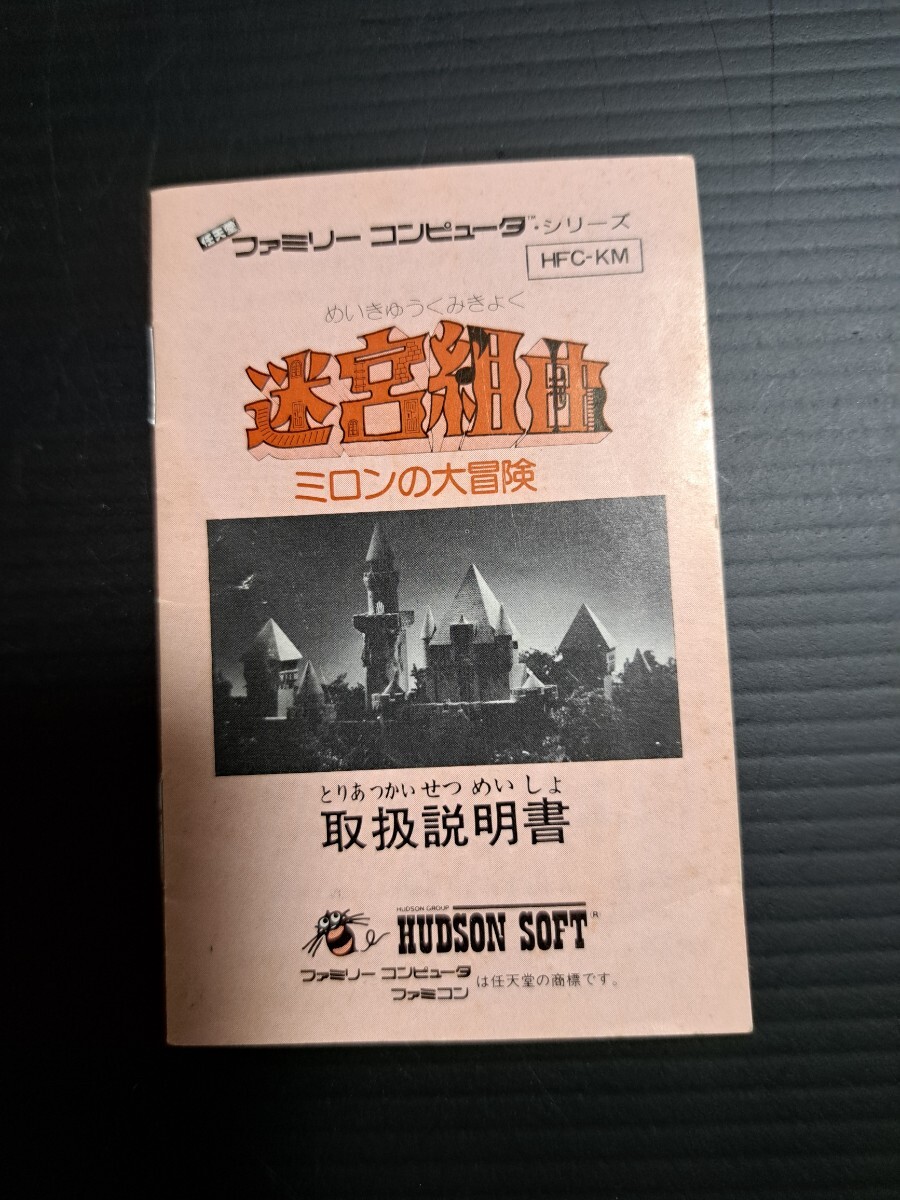 任天堂 ファミリー コンピュータ™・シリーズ
HFC-KM
めいきゅうくみきよく
迷宮組曲
ミロンの大冒険
とりあつかいせつめいしょ
取扱説明書
HUDSON GROUP
HUDSON SOFT®
ファミリー コンピュータ
ファミコン は任天堂の商標です。